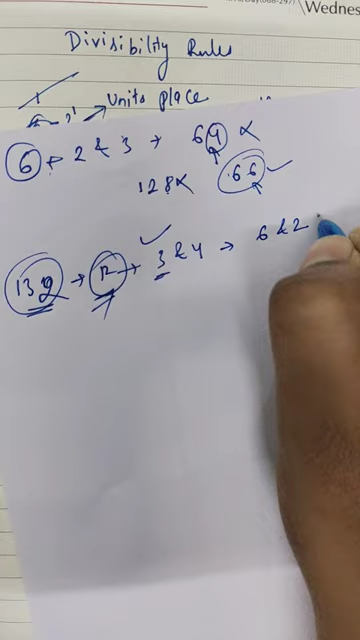 Wednes
Divisibility Rules
Units place
6 → 2 & 3 → 64 x
128 x 66 ✓
132 → 12 → 3 & 4 → 6 & 2